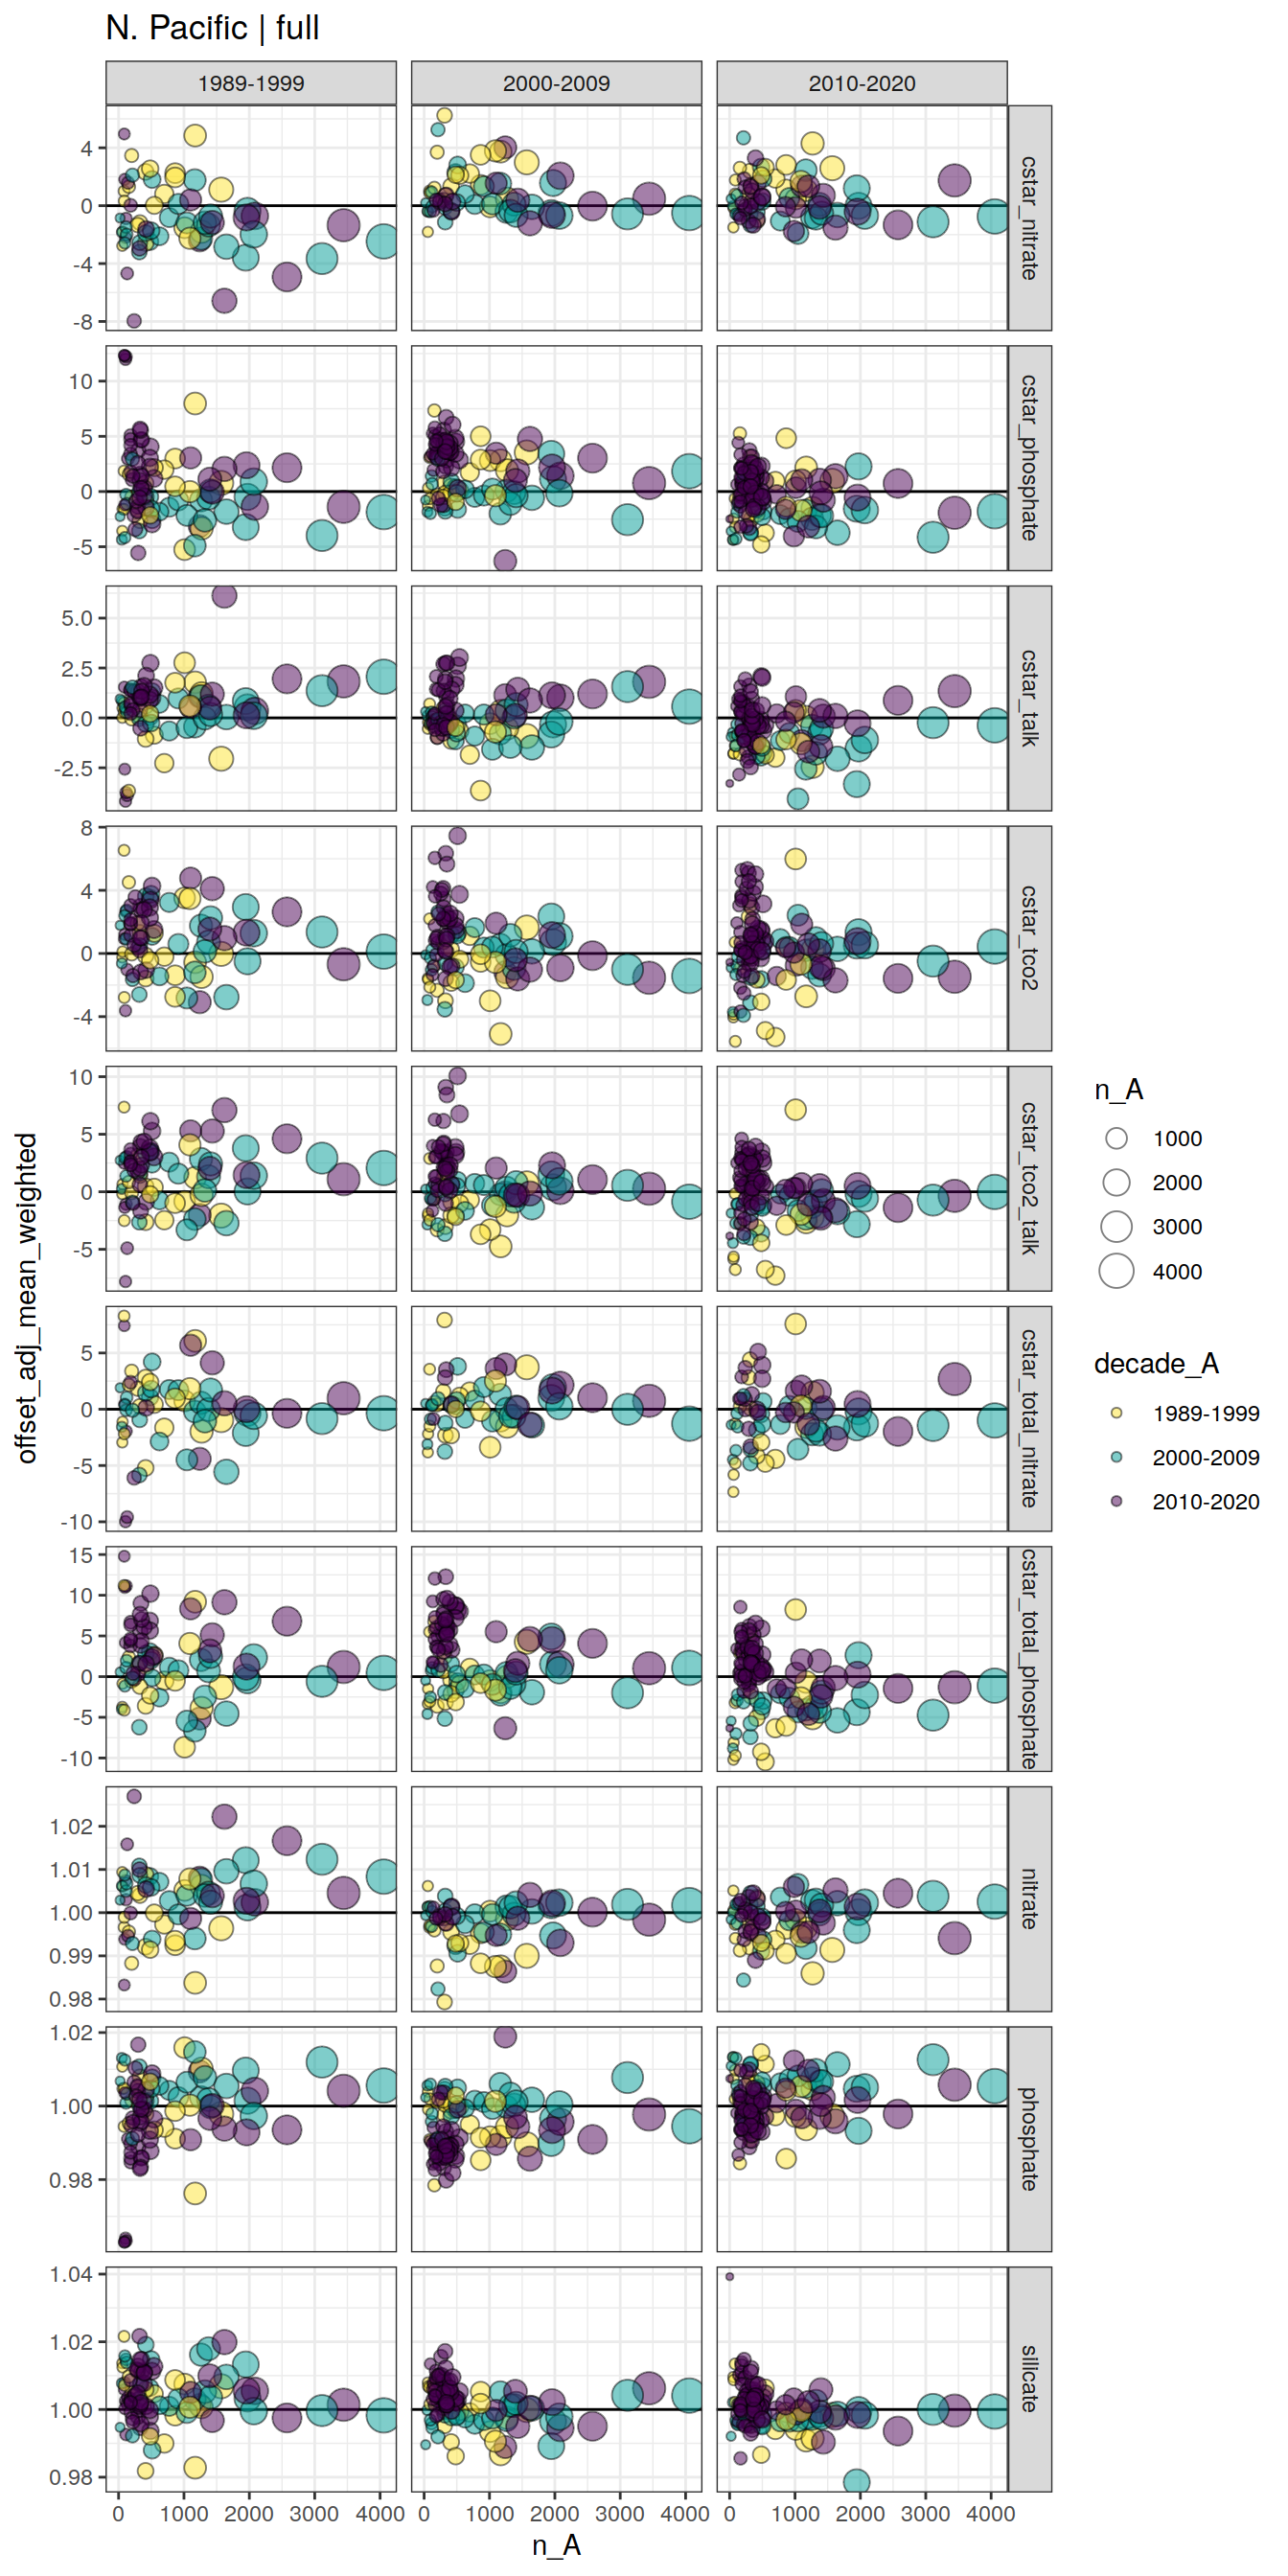 N. Pacific | full
1989-1999 2000-2009 2010-2020
4
0
-4
-8
cstar_nitrate
10
5
0
-5
cstar_phosphate
5.0
2.5
0.0
-2.5
cstar_talk
8
4
0
-4
cstar_tco2
10
5
0
-5
cstar_tco2_talk
5
0
-5
-10
cstar_total_nitrate
15
10
5
0
-5
-10
cstar_total_phosphate
1.02
1.01
1.00
0.99
0.98
nitrate
1.02
1.00
0.98
phosphate
1.04
1.02
1.00
0.98
silicate
0 1000 2000 3000 4000 0 1000 2000 3000 4000 0 1000 2000 3000 4000
n_A
offset_adj_mean_weighted
n_A
1000
2000
3000
4000
decade_A
1989-1999
2000-2009
2010-2020